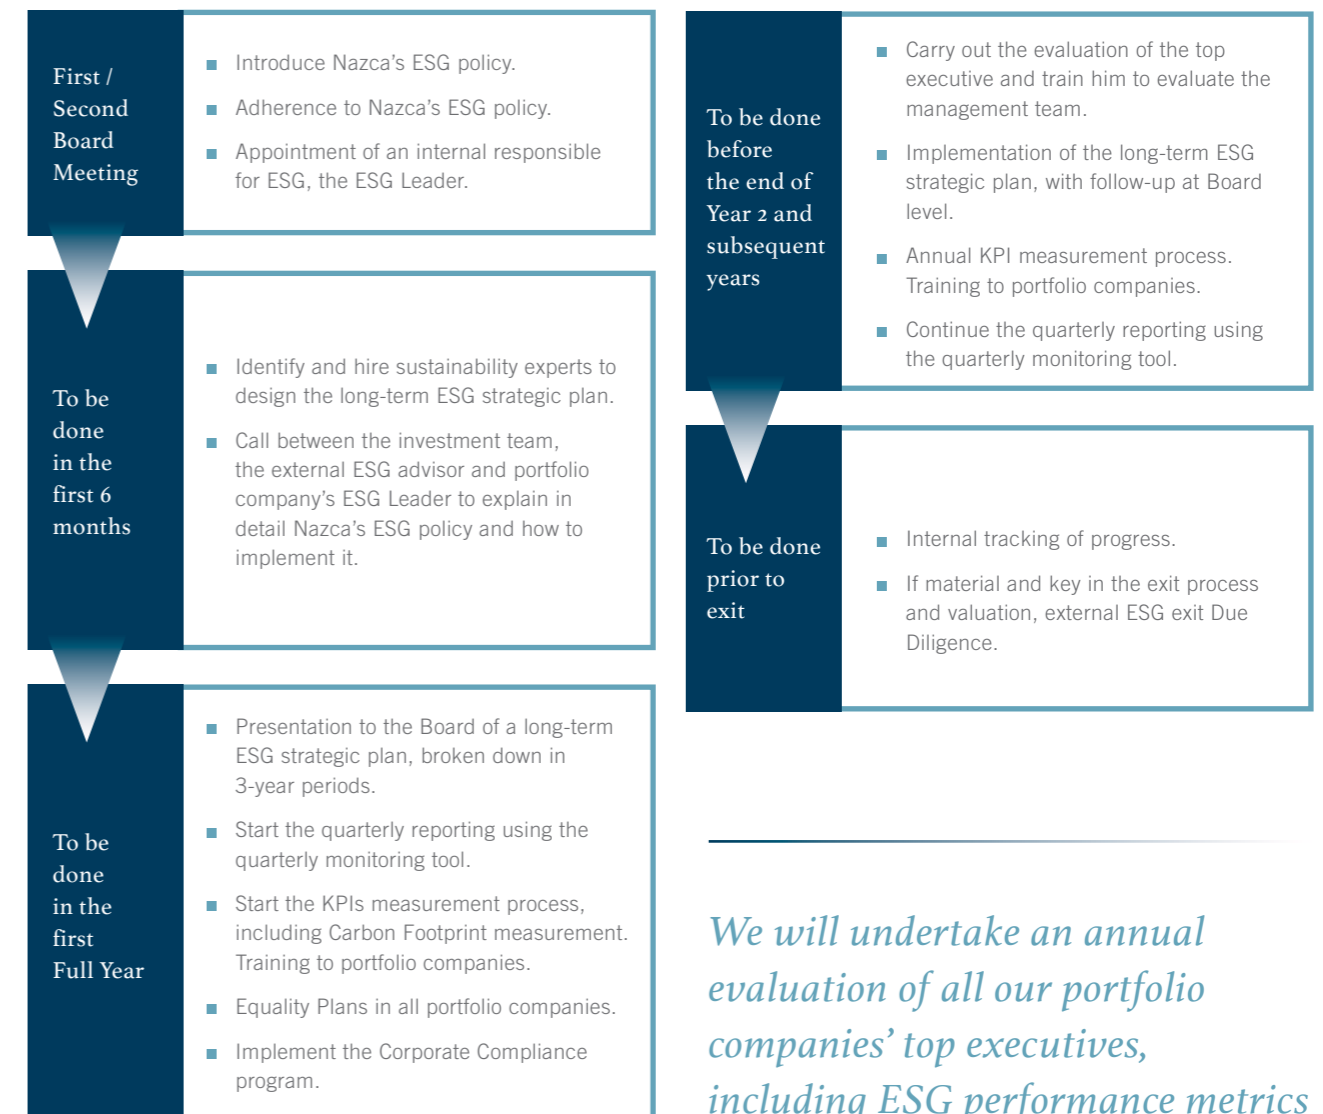 First /
Second
Board
Meeting
■ Introduce Nazca’s ESG policy.
■ Adherence to Nazca’s ESG policy.
■ Appointment of an internal responsible
for ESG, the ESG Leader.
To be
done
in the
first 6
months
■ Identify and hire sustainability experts to
design the long-term ESG strategic plan.
■ Call between the investment team,
the external ESG advisor and portfolio
company’s ESG Leader to explain in
detail Nazca’s ESG policy and how to
implement it.
To be
done
in the
first
Full Year
■ Presentation to the Board of a long-term
ESG strategic plan, broken down in
3-year periods.
■ Start the quarterly reporting using the
quarterly monitoring tool.
■ Start the KPIs measurement process,
including Carbon Footprint measurement.
Training to portfolio companies.
■ Equality Plans in all portfolio companies.
■ Implement the Corporate Compliance
program.
To be done
before
the end of
Year 2 and
subsequent
years
■ Carry out the evaluation of the top
executive and train him to evaluate the
management team.
■ Implementation of the long-term ESG
strategic plan, with follow-up at Board
level.
■ Annual KPI measurement process.
Training to portfolio companies.
■ Continue the quarterly reporting using
the quarterly monitoring tool.
To be done
prior to
exit
■ Internal tracking of progress.
■ If material and key in the exit process
and valuation, external ESG exit Due
Diligence.
We will undertake an annual
evaluation of all our portfolio
companies’ top executives,
including ESG performance metrics